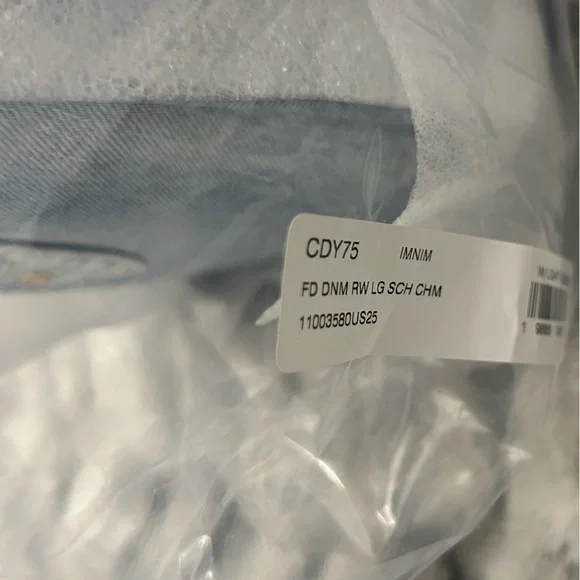 CDY75 IMNIM
FD DNM RW LG SCH CHM
11003580US25